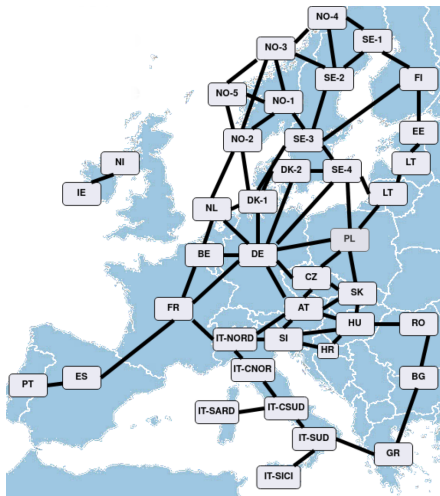 NO-4
SE-1
NO-3
SE-2
FI
NO-5
NO-1
EE
NO-2
SE-3
LT
NI
DK-2
SE-4
IE
LT
DK-1
NL
PL
BE
DE
CZ
SK
FR
AT
HU
RO
IT-NORD
SI
HR
IT-CNOR
ES
BG
PT
IT-SARD
IT-CSUD
IT-SUD
GR
IT-SICI